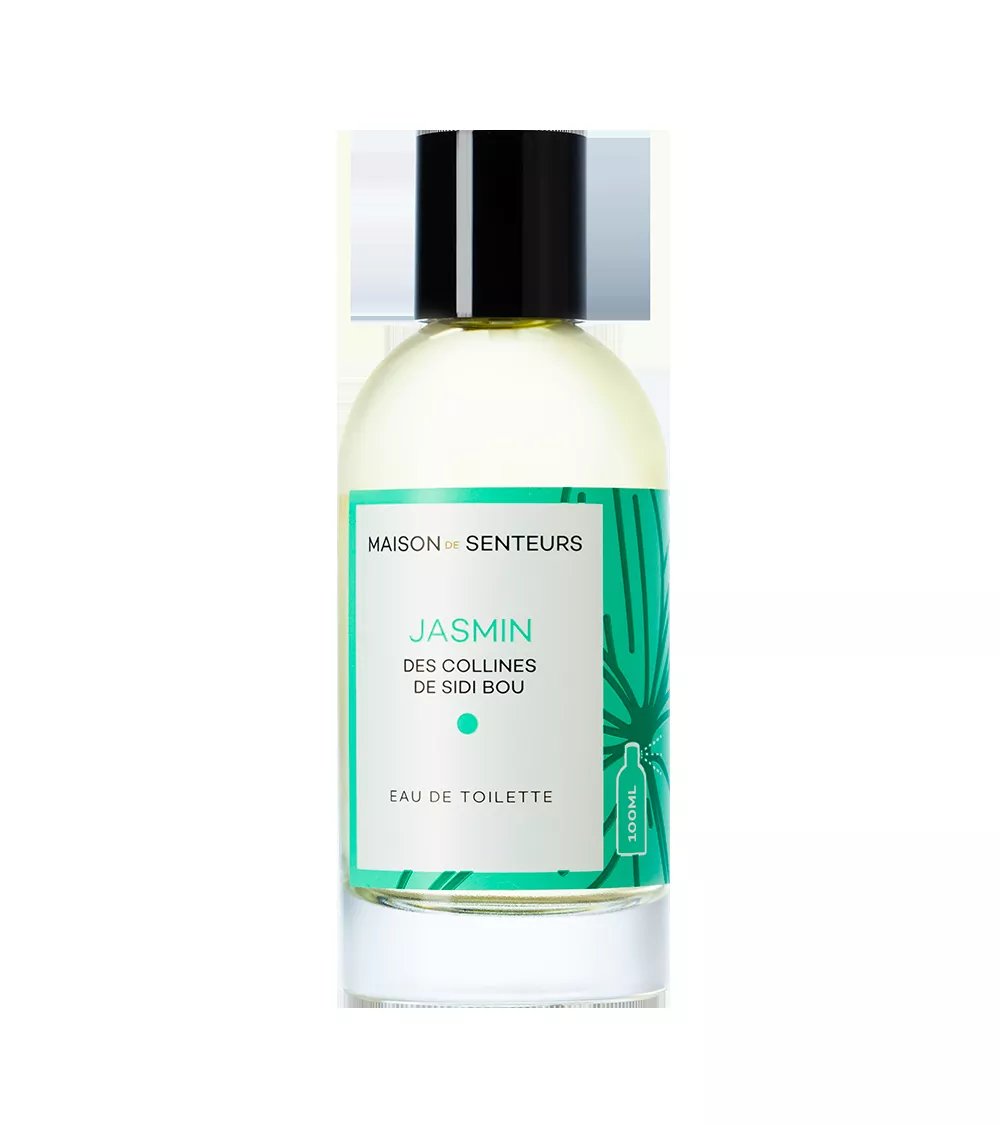 MAISON DE SENTEURS
JASMIN
DES COLLINES
DE SIDI BOU
EAU DE TOILETTE
100ML